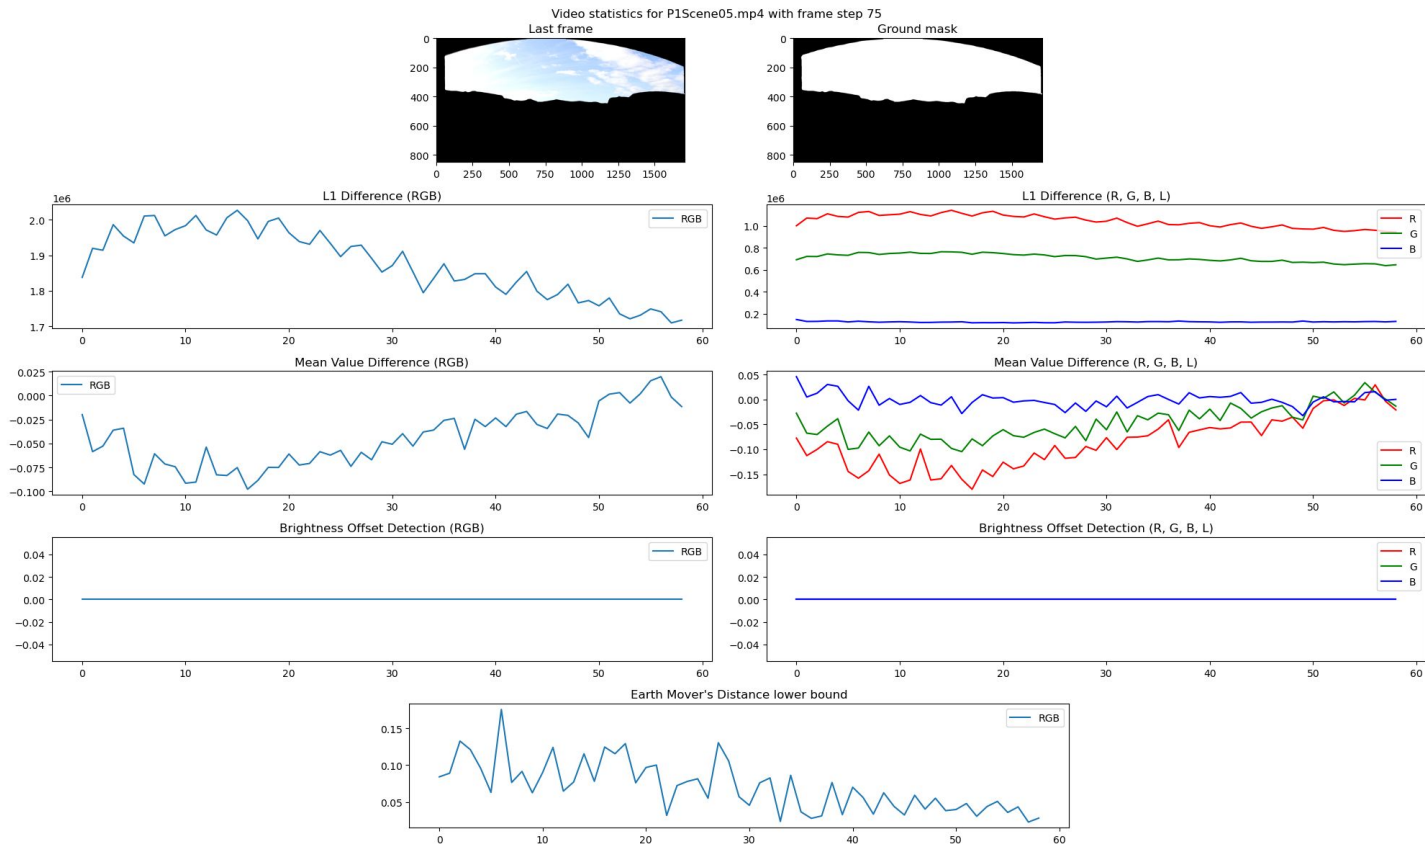 Video statistics for P1Scene05.mp4 with frame step 75
Last frame
0
200
400
600
800
0 250 500 750 1000 1250 1500
Ground mask
0
200
400
600
800
0 250 500 750 1000 1250 1500
L1 Difference (RGB)
1e6
2.0
1.9
1.8
1.7
RGB
0 10 20 30 40 50 60
L1 Difference (R, G, B, L)
1e6
1.0
0.8
0.6
0.4
0.2
R
G
B
0 10 20 30 40 50 60
Mean Value Difference (RGB)
0.025
0.000
−0.025
−0.050
−0.075
−0.100
RGB
0 10 20 30 40 50 60
Mean Value Difference (R, G, B, L)
0.05
0.00
−0.05
−0.10
−0.15
R
G
B
0 10 20 30 40 50 60
Brightness Offset Detection (RGB)
0.04
0.02
0.00
−0.02
−0.04
RGB
0 10 20 30 40 50 60
Brightness Offset Detection (R, G, B, L)
0.04
0.02
0.00
−0.02
−0.04
R
G
B
0 10 20 30 40 50 60
Earth Mover's Distance lower bound
0.15
0.10
0.05
RGB
0 10 20 30 40 50 60